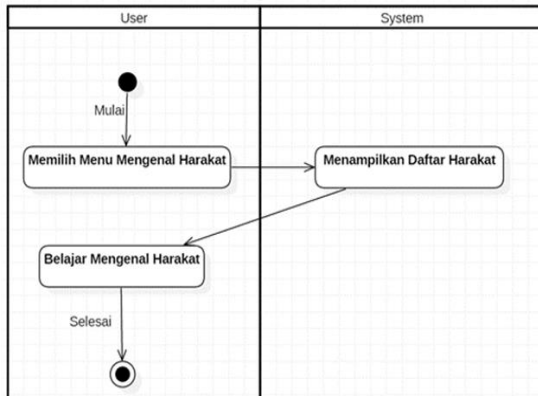 User
System
Mulai
Memilih Menu Mengenal Harakat
Menampilkan Daftar Harakat
Belajar Mengenal Harakat
Selesai